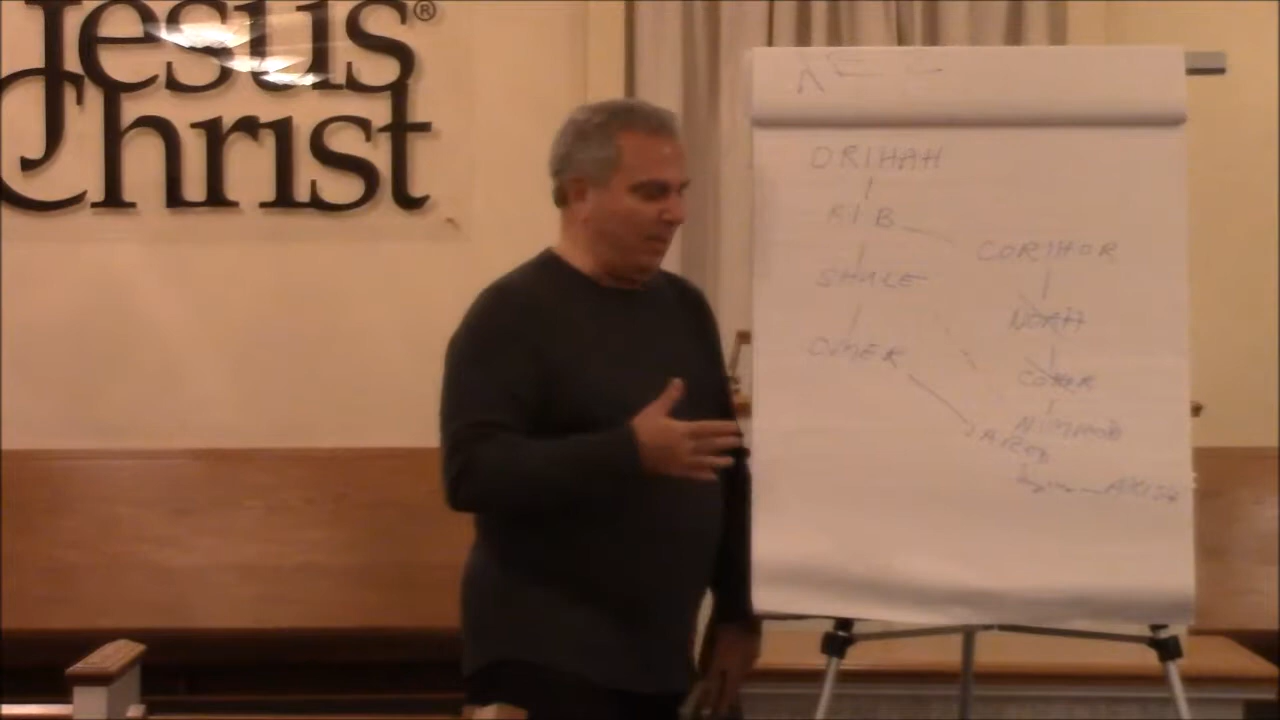 Jesus®
Christ
ORIHAH
KIB
CORIHOR
SHULE
NOAH
OMER
COHOR
NIMROD
JARED
AKISH